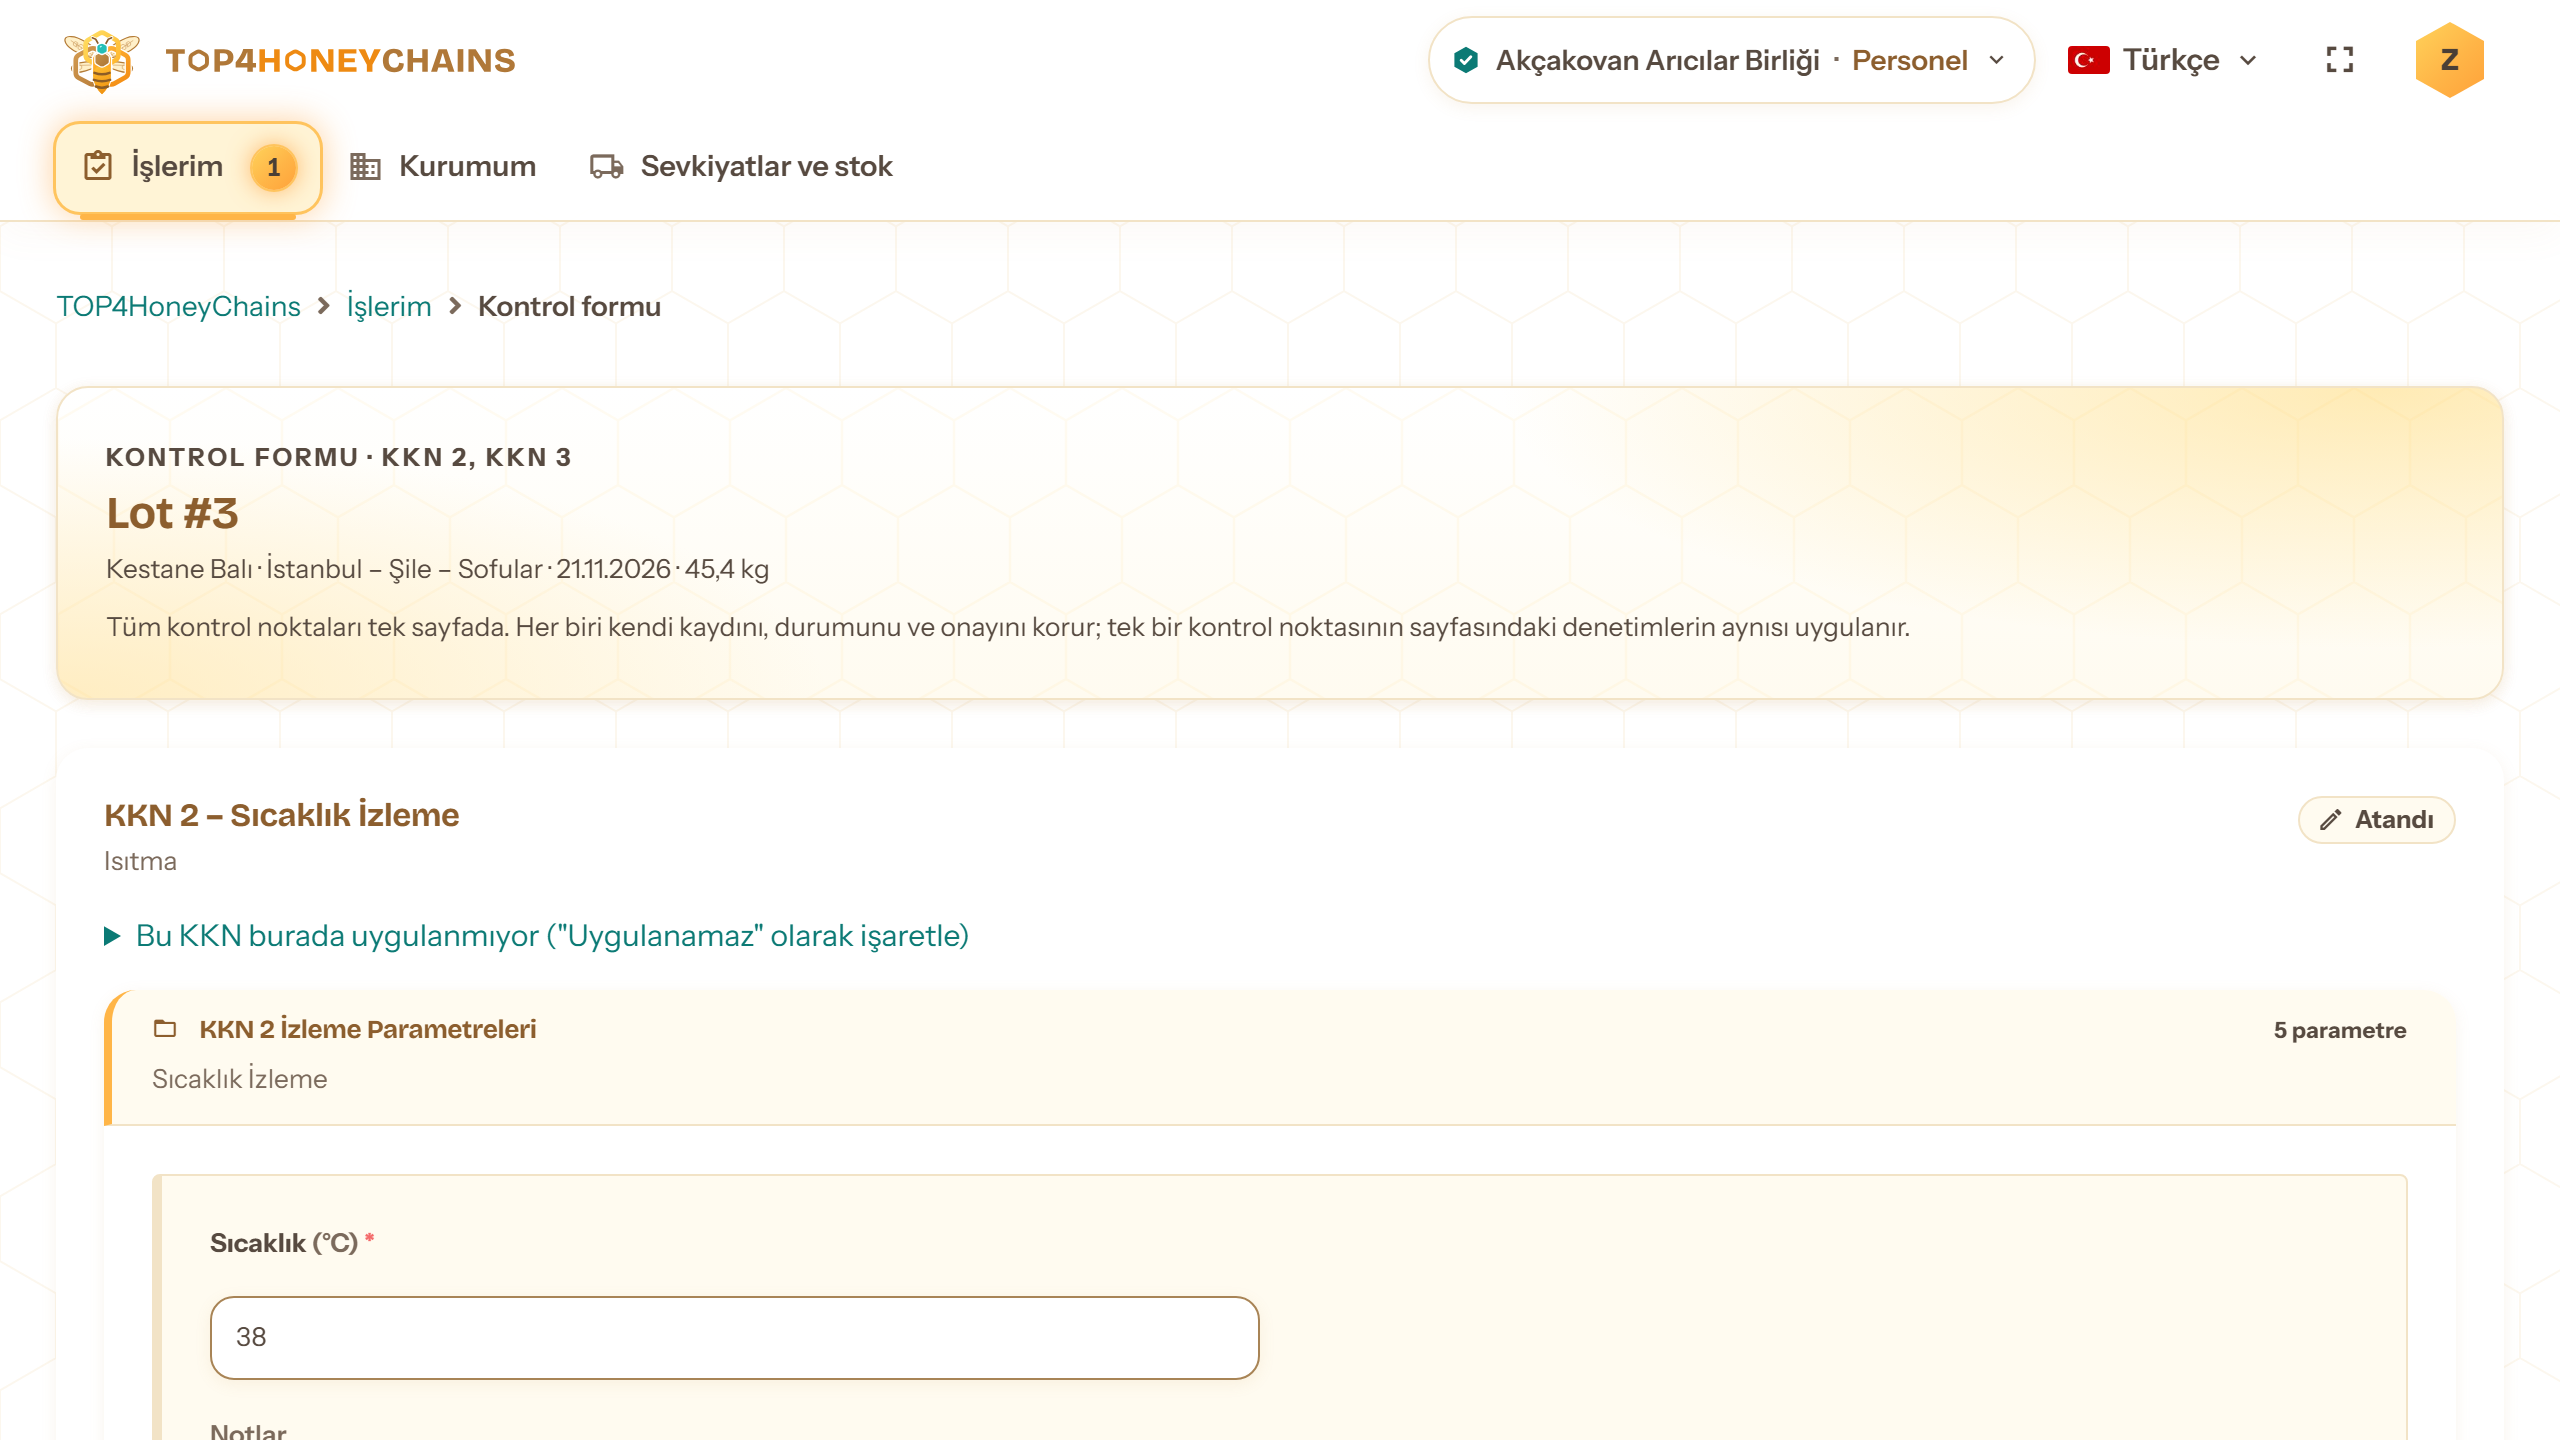 TOP4HONEYCHAINS
Akçakovan Arıcılar Birliği · Personel
Türkçe
Z
İşlerim 1
Kurumum
Sevkiyatlar ve stok
TOP4HoneyChains > İşlerim > Kontrol formu
KONTROL FORMU · KKN 2, KKN 3
Lot #3
Kestane Balı · İstanbul – Şile – Sofular · 21.11.2026 · 45,4 kg
Tüm kontrol noktaları tek sayfada. Her biri kendi kaydını, durumunu ve onayını korur; tek bir kontrol noktasının sayfasındaki denetimlerin aynısı uygulanır.
KKN 2 – Sıcaklık İzleme
Atandı
Isıtma
Bu KKN burada uygulanmıyor ("Uygulanamaz" olarak işaretle)
KKN 2 İzleme Parametreleri
5 parametre
Sıcaklık İzleme
Sıcaklık (°C) *
38
Notlar